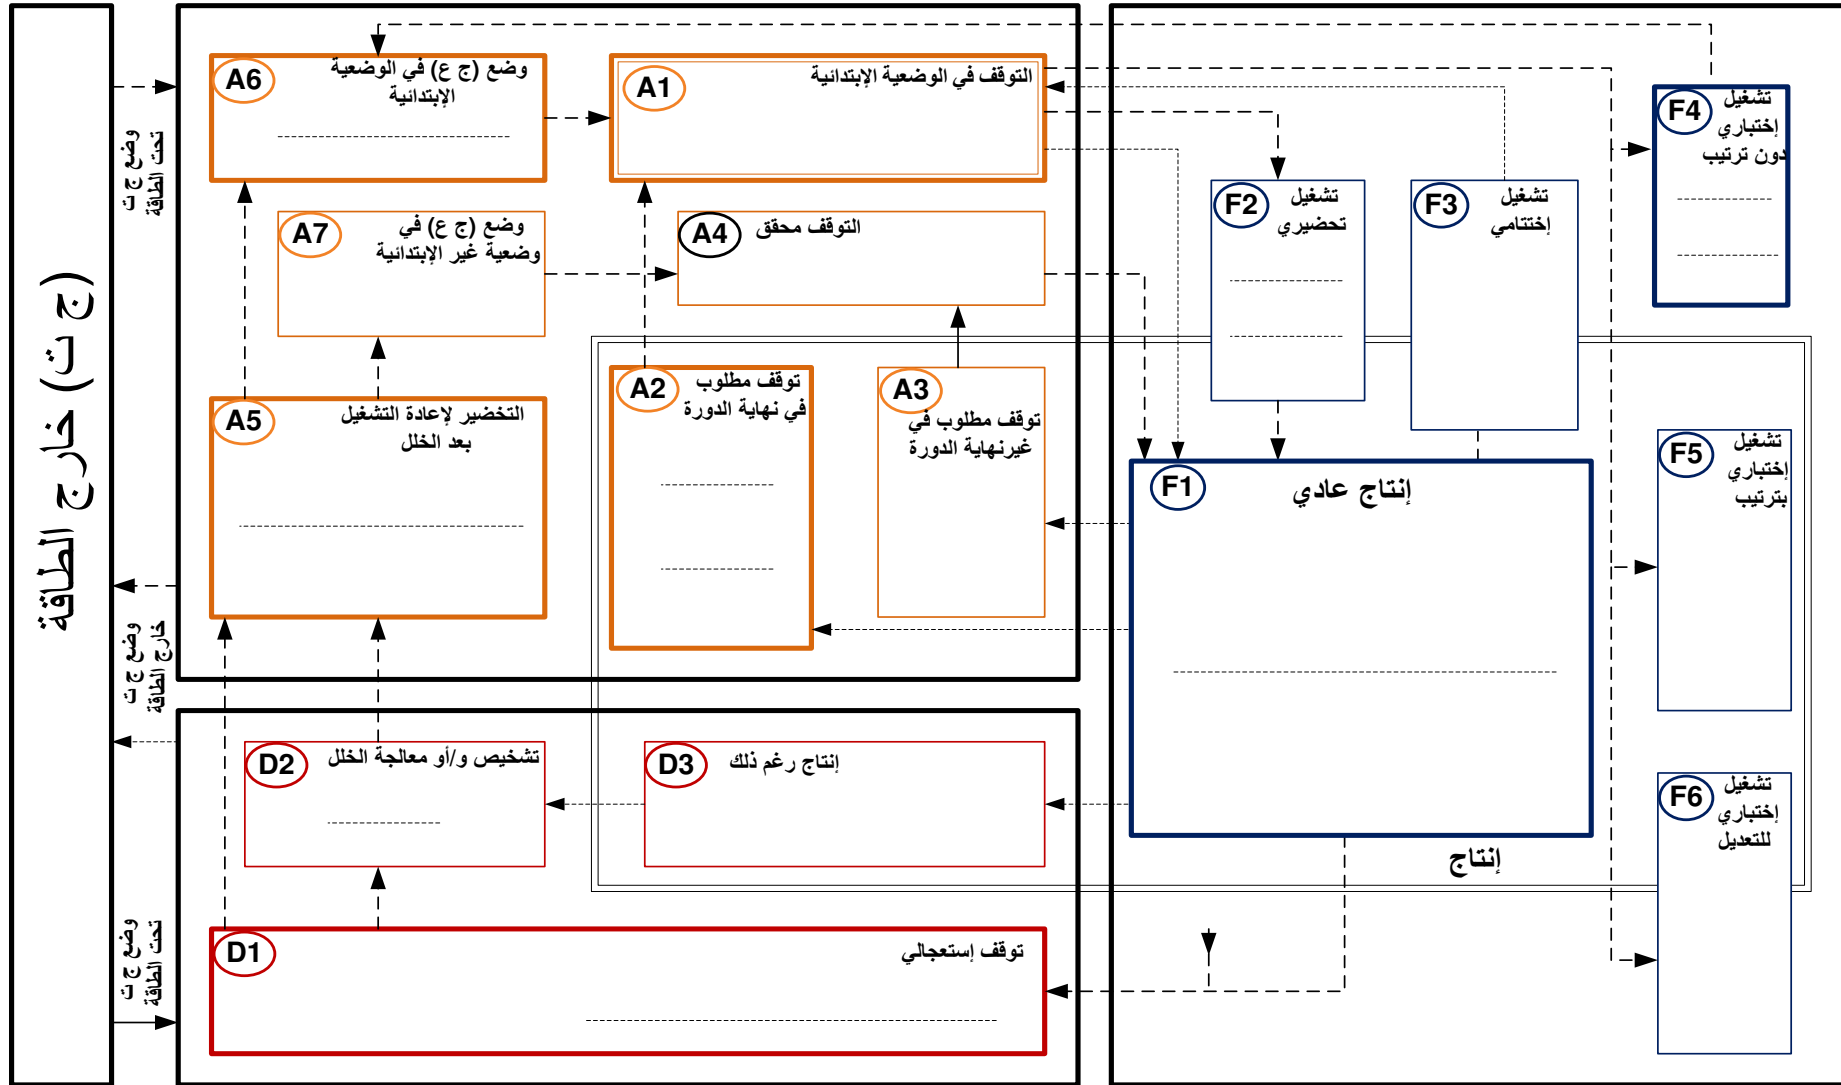 (ج ت) خارج الطاقة
وضع ج ت
تحت الطاقة
وضع ج ت
خارج الطاقة
وضع ج ت
تحت الطاقة
A6
وضع (ج ع) في الوضعية
الإبتدائية
A1
التوقف في الوضعية الإبتدائية
A7
وضع (ج ع) في
وضعية غير الإبتدائية
A4
التوقف محقق
A5
التخضير لإعادة التشغيل
بعد الخلل
A2
توقف مطلوب
في نهاية الدورة
A3
توقف مطلوب في
غيرنهاية الدورة
D2
تشخيص و/أو معالجة الخلل
D3
إنتاج رغم ذلك
D1
توقف إستعجالي
F4
تشغيل
إختباري
دون ترتيب
F2
تشغيل
تحضيري
F3
تشغيل
إختتامي
F1
إنتاج عادي
F5
تشغيل
إختباري
بترتيب
F6
تشغيل
إختباري
للتعديل
إنتاج